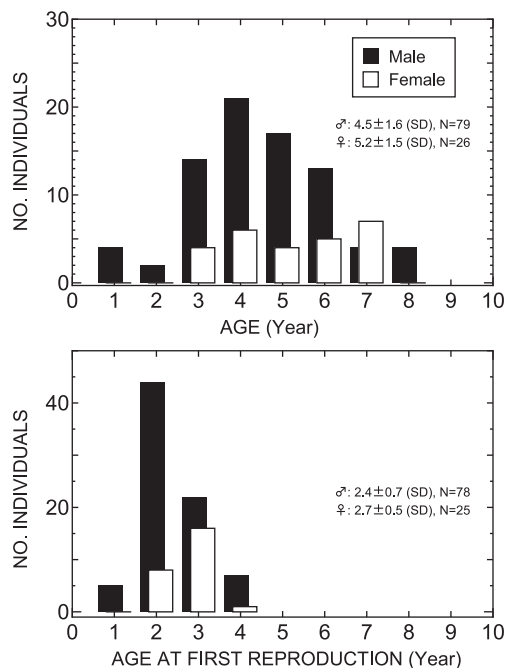 30
20
10
0
NO. INDIVIDUALS
Male
Female
♂: 4.5±1.6 (SD), N=79
♀: 5.2±1.5 (SD), N=26
0 1 2 3 4 5 6 7 8 9 10
AGE (Year)
40
20
0
NO. INDIVIDUALS
♂: 2.4±0.7 (SD), N=78
♀: 2.7±0.5 (SD), N=25
0 1 2 3 4 5 6 7 8 9 10
AGE AT FIRST REPRODUCTION (Year)